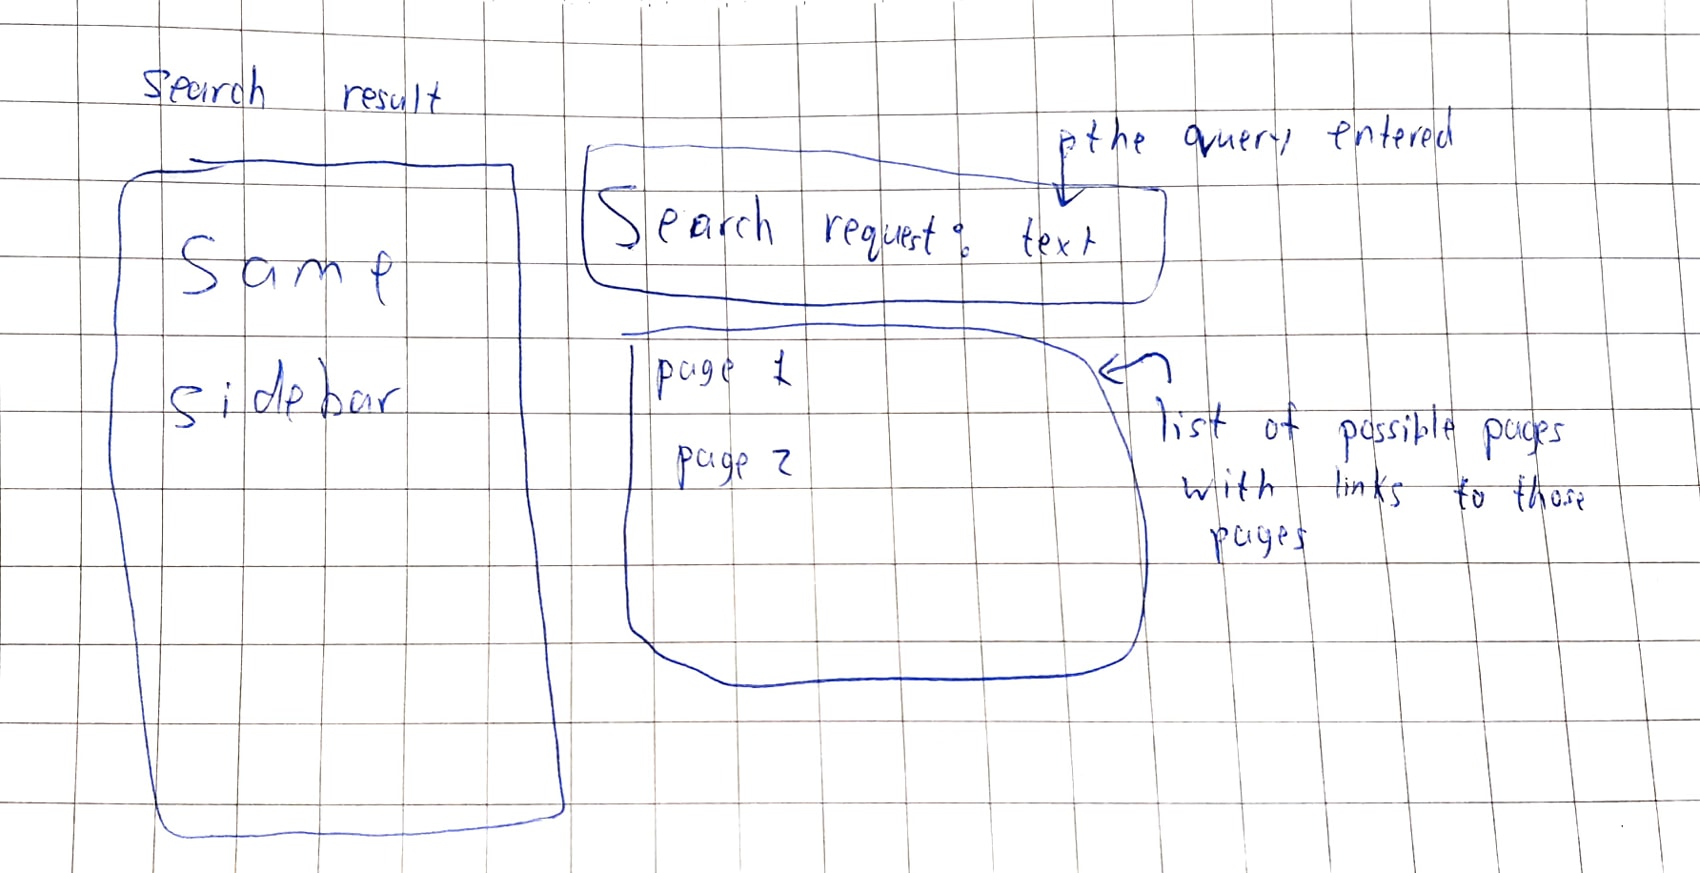 Search result
the query entered
Search request: text
Same
sidebar
page 1
page 2
list of possible pages
with links to those
pages